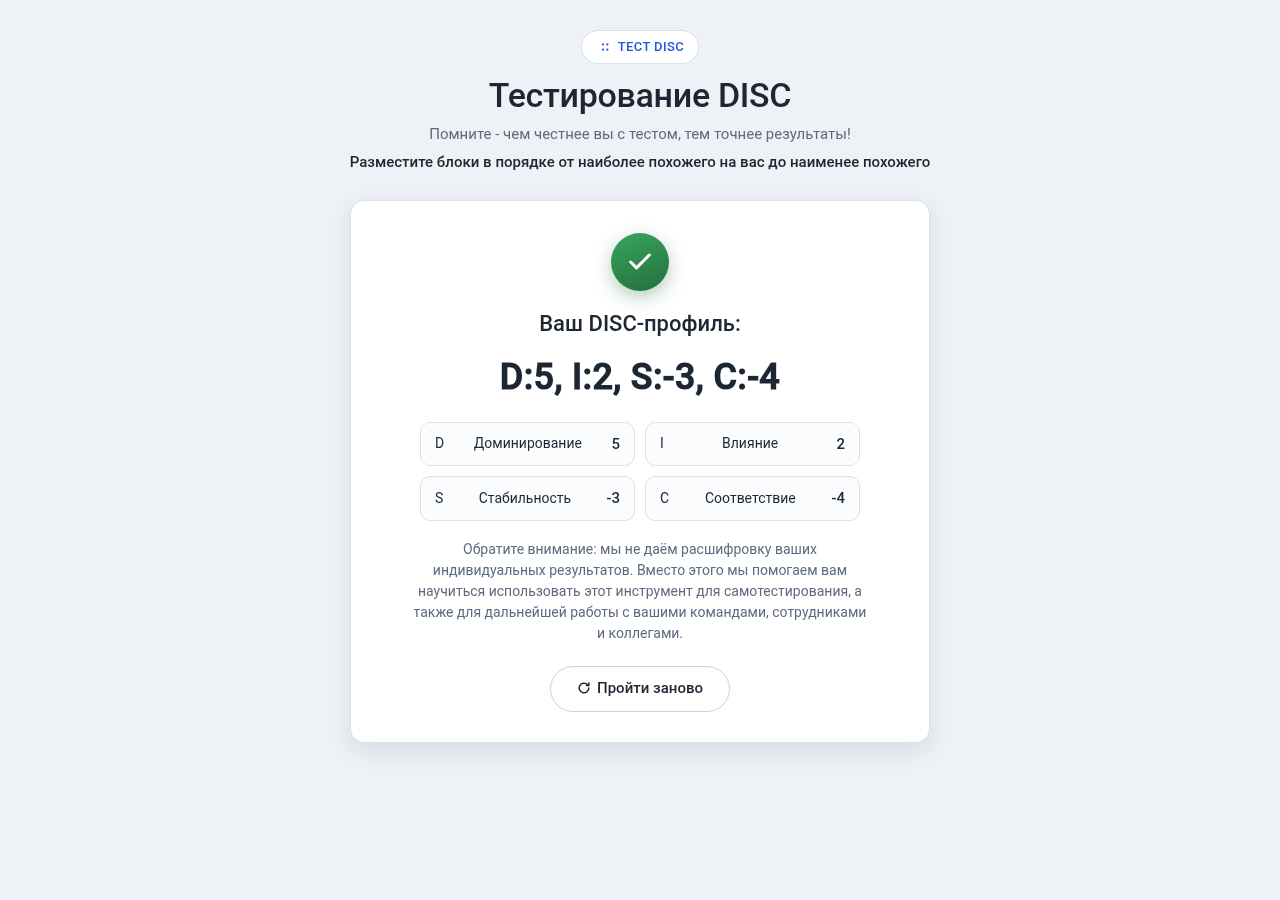 ТЕСТ DISC
Тестирование DISC
Помните - чем честнее вы с тестом, тем точнее результаты!
Разместите блоки в порядке от наиболее похожего на вас до наименее похожего
Ваш DISC-профиль:
D:5, I:2, S:-3, C:-4
D Доминирование 5
I Влияние 2
S Стабильность -3
C Соответствие -4
Обратите внимание: мы не даём расшифровку ваших
индивидуальных результатов. Вместо этого мы помогаем вам
научиться использовать этот инструмент для самотестирования, а
также для дальнейшей работы с вашими командами, сотрудниками
и коллегами.
Пройти заново